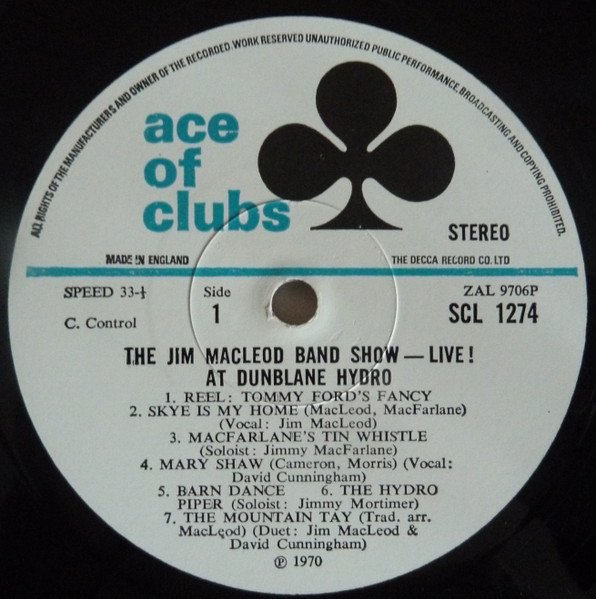 ALL RIGHTS OF THE MANUFACTURERS AND OWNER OF THE RECORDED WORK RESERVED UNAUTHORIZED PUBLIC PERFORMANCE, BROADCASTING AND COPYING PROHIBITED.
ace
of
clubs
STEREO
MADE IN ENGLAND THE DECCA RECORD CO. LTD
SPEED 33-⅓ Side ZAL 9706P
C. Control 1 SCL 1274
THE JIM MACLEOD BAND SHOW — LIVE!
AT DUNBLANE HYDRO
1. REEL: TOMMY FORD'S FANCY
2. SKYE IS MY HOME (MacLeod, MacFarlane)
(Vocal: Jim MacLeod)
3. MACFARLANE'S TIN WHISTLE
(Soloist: Jimmy MacFarlane)
4. MARY SHAW (Cameron, Morris) (Vocal:
David Cunningham)
5. BARN DANCE 6. THE HYDRO
PIPER (Soloist: Jimmy Mortimer)
7. THE MOUNTAIN TAY (Trad. arr.
MacLeod) (Duet: Jim MacLeod &
David Cunningham)
℗ 1970